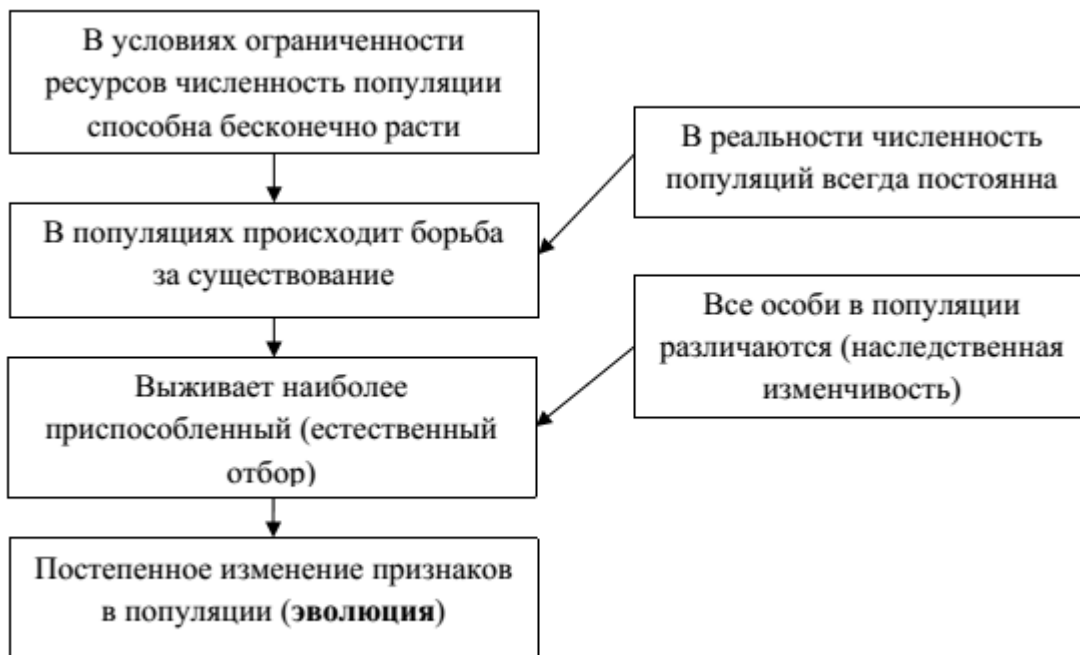 В условиях ограниченности
ресурсов численность популяции
способна бесконечно расти
В реальности численность
популяций всегда постоянна
В популяциях происходит борьба
за существование
Все особи в популяции
различаются (наследственная
изменчивость)
Выживает наиболее
приспособленный (естественный
отбор)
Постепенное изменение признаков
в популяции (эволюция)